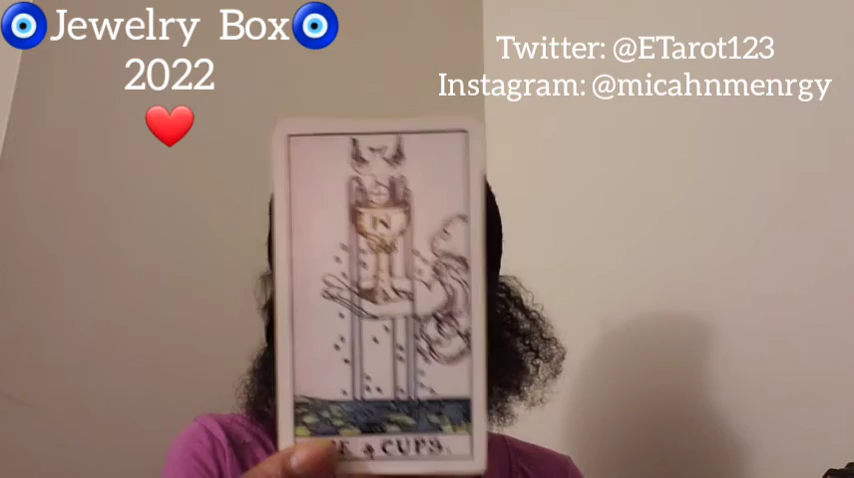 🧿Jewelry Box🧿
2022
❤️
Twitter: @ETarot123
Instagram: @micahnmenrgy
CUPS.